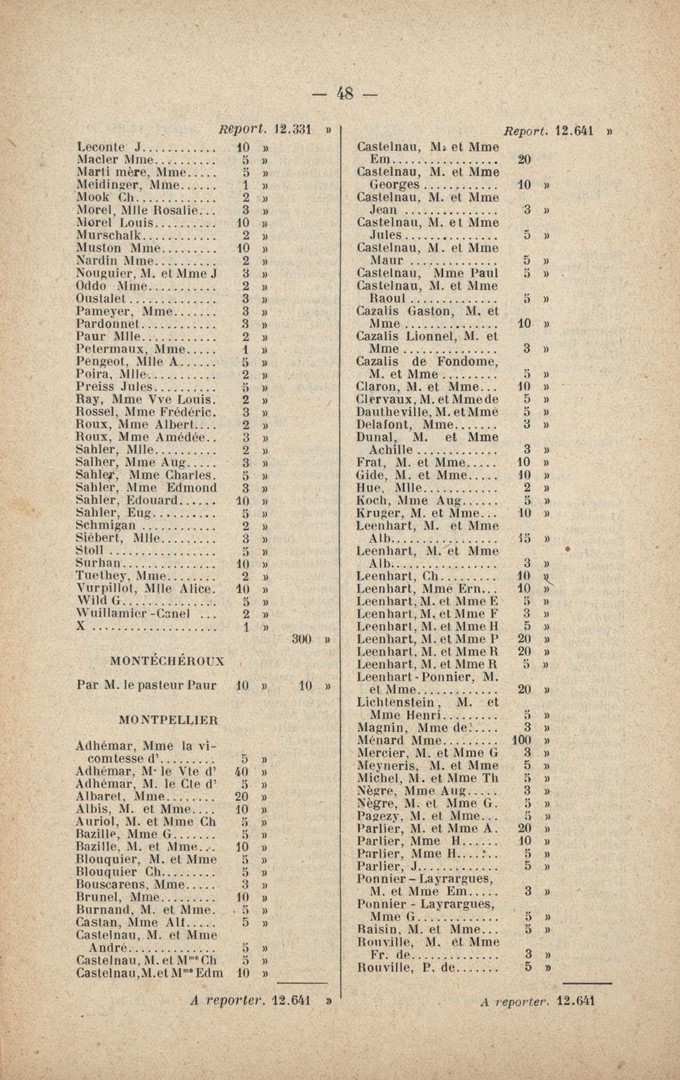 — 48 —
Report. 12.331 »
Leconte J............ 10 »
Macler Mme.......... 5 »
Marti mère, Mme..... 5 »
Meidinger, Mme...... 1 »
Mook Ch............. 2 »
Morel, Mlle Rosalie... 3 »
Morel Louis.......... 10 »
Murschalk............ 2 »
Muston Mme......... 10 »
Nardin Mme.......... 2 »
Nouguier, M. et Mme J 3 »
Oddo Mme........... 2 »
Oustalet ............. 3 »
Pameyer, Mme....... 3 »
Pardonnet............ 3 »
Paur Mlle............ 2 »
Petermaux, Mme..... 1 »
Pengeot, Mlle A...... 5 »
Poira, Mlle........... 2 »
Preiss Jules.......... 5 »
Ray, Mme Vve Louis. 2 »
Rossel, Mme Frédéric. 3 »
Roux, Mme Albert.... 2 »
Roux, Mme Amédée.. 3 »
Sahler, Mlle.......... 2 »
Salher, Mme Aug..... 3 »
Sahler, Mme Charles. 5 »
Sahler, Mme Edmond 3 »
Sahler, Edouard...... 10 »
Sahler, Eug.......... 5 »
Schmigan ........... 2 »
Siébert, Mlle......... 3 »
Stoll ................ 5 »
Surhan.............. 10 »
Tuethey, Mme........ 2 »
Vurpillot, Mlle Alice. 10 »
Wild G.............. 5 »
Wuillamier-Canel ... 2 »
X ................... 1 »
300 »
MONTÉCHÉROUX
Par M. le pasteur Paur 10 » 10 »
MONTPELLIER
Adhémar, Mme la vi-
comtesse d'......... 5 »
Adhémar, M. le Vte d' 40 »
Adhémar, M. le Cte d' 5 »
Albaret, Mme........ 20 »
Albis, M. et Mme.... 10 »
Auriol, M. et Mme Ch 5 »
Bazille, Mme G....... 5 »
Bazille, M. et Mme... 10 »
Blouquier, M. et Mme 5 »
Blouquier Ch......... 5 »
Bouscarens, Mme..... 3 »
Brunel, Mme......... 10 »
Burnand, M. et Mme. 5 »
Castan, Mme Alf..... 5 »
Castelnau, M. et Mme
André............. 5 »
Castelnau, M. et Mme Ch 5 »
Castelnau, M. et Mme Edm 10 »
A reporter. 12.641 »
Report. 12.641 »
Castelnau, M. et Mme
Em................ 20
Castelnau, M. et Mme
Georges ........... 10 »
Castelnau, M. et Mme
Jean .............. 3 »
Castelnau, M. et Mme
Jules.............. 5 »
Castelnau, M. et Mme
Maur ............. 5 »
Castelnau, Mme Paul 5 »
Castelnau, M. et Mme
Raoul ............. 5 »
Cazalis Gaston, M. et
Mme .............. 10 »
Cazalis Lionnel, M. et
Mme .............. 3 »
Cazalis de Fondome,
M. et Mme ........ 5 »
Claron, M. et Mme... 10 »
Clervaux, M. et Mme de 5 »
Dautheville, M. et Mme 5 »
Delafont, Mme....... 3 »
Dunal, M. et Mme
Achille ............ 3 »
Frat, M. et Mme..... 10 »
Gide, M. et Mme..... 10 »
Hue, Mlle........... 2 »
Koch, Mme Aug..... 5 »
Kruger, M. et Mme... 10 »
Leenhart, M. et Mme
Alb................ 15 »
Leenhart, M. et Mme
Alb................ 3 »
Leenhart, Ch......... 10 »
Leenhart, Mme Ern... 10 »
Leenhart, M. et Mme E 5 »
Leenhart, M. et Mme F 3 »
Leenhart, M. et Mme H 5 »
Leenhart, M. et Mme P 20 »
Leenhart, M. et Mme R 20 »
Leenhart, M. et Mme R 5 »
Leenhart-Ponnier, M.
et Mme............ 20 »
Lichtenstein, M. et
Mme Henri......... 5 »
Magnin, Mme de..... 3 »
Ménard Mme......... 100 »
Mercier, M. et Mme G 3 »
Meyneris, M. et Mme 5 »
Michel, M. et Mme Th 5 »
Nègre, Mme Aug..... 3 »
Nègre, M. et Mme G. 5 »
Pagezy, M. et Mme... 5 »
Parlier, M. et Mme A. 20 »
Parlier, Mme H...... 10 »
Parlier, Mme H...... 5 »
Parlier, J............ 5 »
Ponnier-Layrargues,
M. et Mme Em..... 3 »
Ponnier-Layrargues,
Mme G............ 5 »
Raisin, M. et Mme... 5 »
Rouville, M. et Mme
Fr. de............. 3 »
Rouville, P. de....... 5 »
A reporter. 12.641